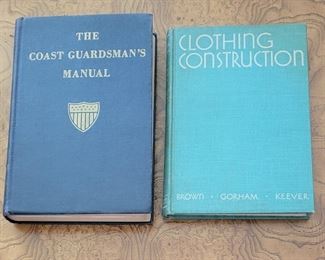 THE
COAST GUARDSMAN'S
MANUAL
CLOTHING
CONSTRUCTION
BROWN · GORHAM · KEEVER